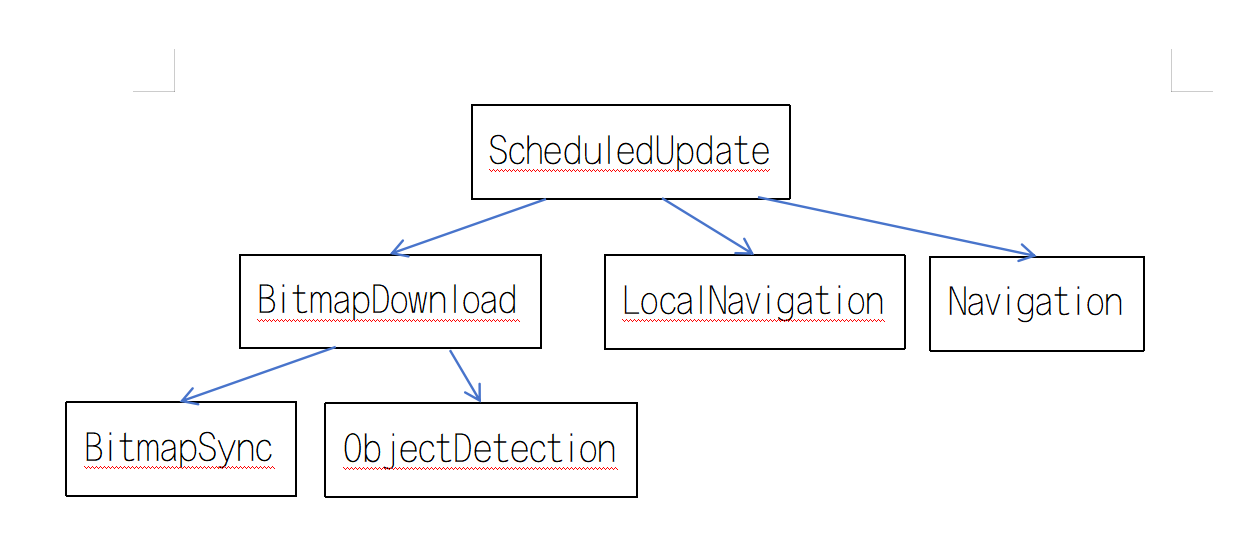 ScheduledUpdate
BitmapDownload
LocalNavigation
Navigation
BitmapSync
ObjectDetection